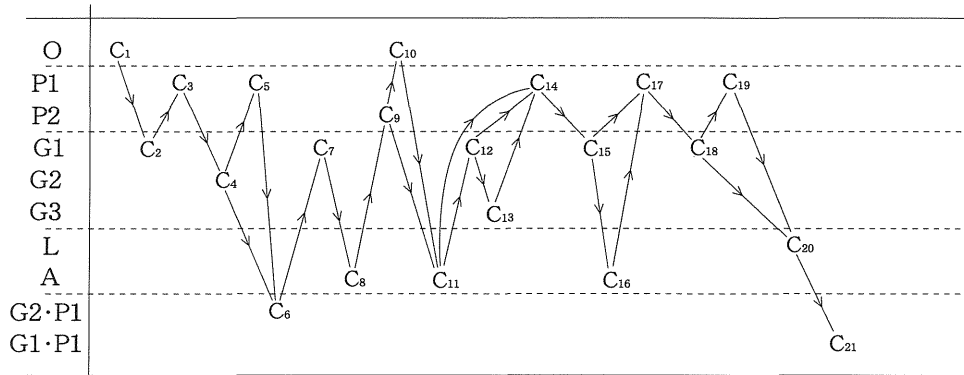 O C₁ C₁₀
P1 C₃ C₅ C₁₄ C₁₇ C₁₉
P2 C₉
G1 C₂ C₇ C₁₂ C₁₅ C₁₈
G2 C₄
G3 C₁₃
L C₂₀
A C₈ C₁₁ C₁₆
G2·P1 C₆
G1·P1 C₂₁